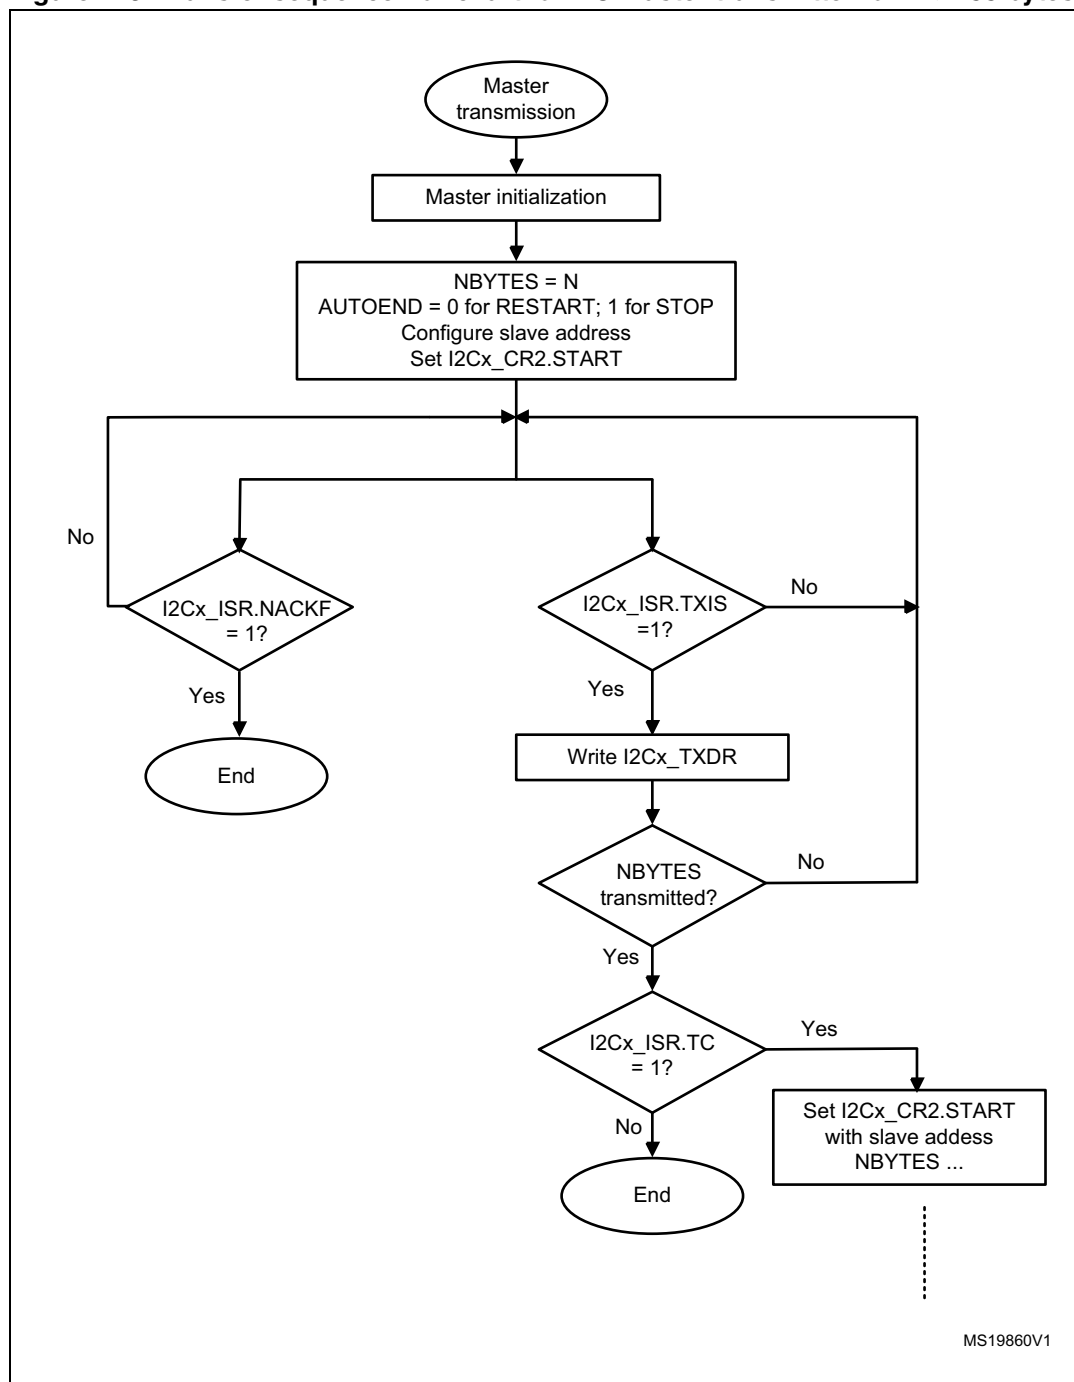 Master
transmission
Master initialization
NBYTES = N
AUTOEND = 0 for RESTART; 1 for STOP
Configure slave address
Set I2Cx_CR2.START
No
I2Cx_ISR.NACKF
= 1?
Yes
End
I2Cx_ISR.TXIS
=1?
No
Yes
Write I2Cx_TXDR
NBYTES
transmitted?
No
Yes
I2Cx_ISR.TC
= 1?
Yes
No
End
Set I2Cx_CR2.START
with slave addess
NBYTES ...
MS19860V1